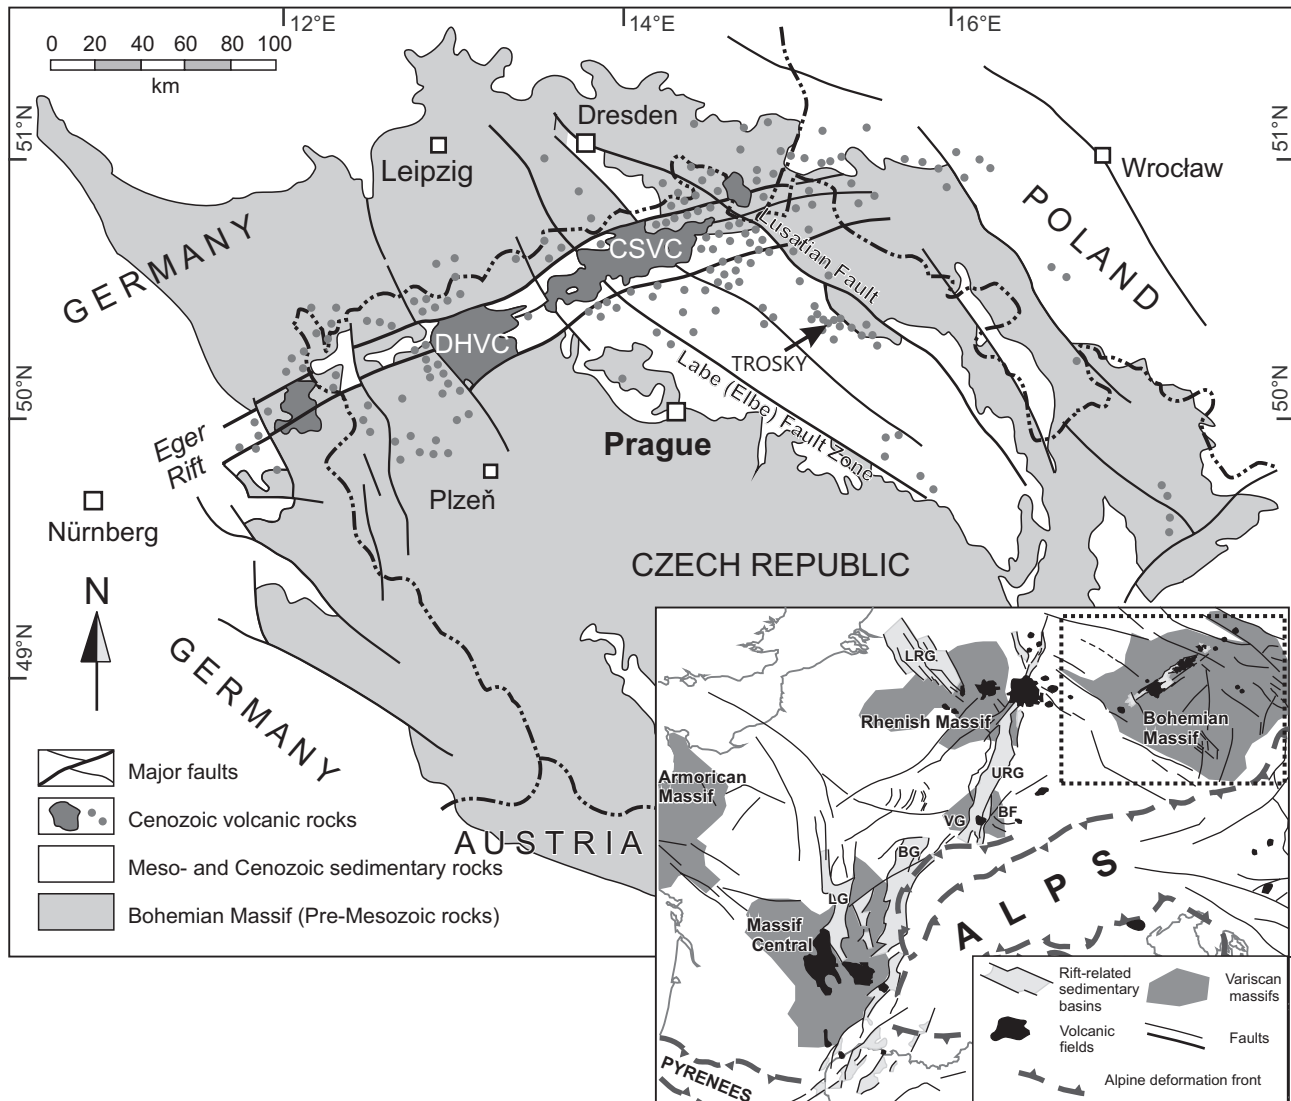 12°E
14°E
16°E
0 20 40 60 80 100
km
51°N
51°N
50°N
50°N
49°N
Dresden
Leipzig
Wrocław
GERMANY
POLAND
CSVC
DHVC
Lusatian Fault
TROSKY
Labe (Elbe) Fault Zone
Prague
Eger
Rift
Plzeň
Nürnberg
CZECH REPUBLIC
N
GERMANY
AUSTRIA
Major faults
Cenozoic volcanic rocks
Meso- and Cenozoic sedimentary rocks
Bohemian Massif (Pre-Mesozoic rocks)
LRG
Rhenish Massif
Bohemian
Massif
Armorican
Massif
URG
VG
BF
BG
LG
Massif
Central
ALPS
PYRENEES
Rift-related
sedimentary
basins
Variscan
massifs
Volcanic
fields
Faults
Alpine deformation front